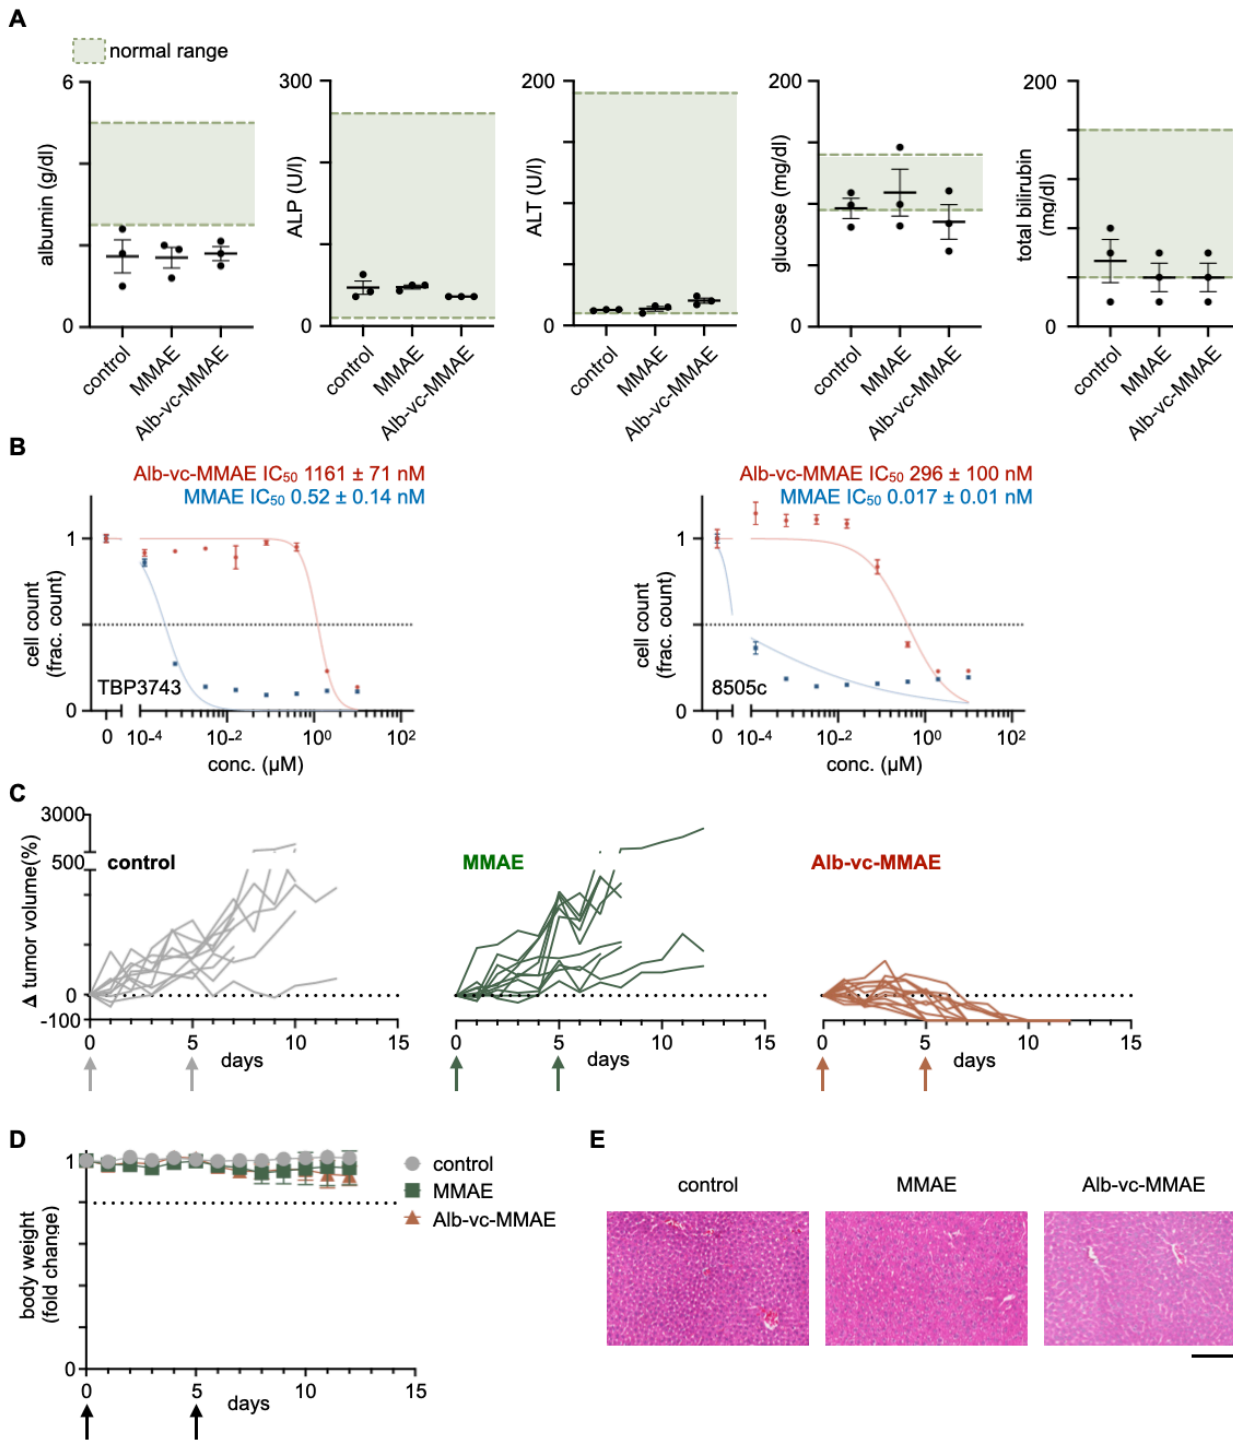 A
normal range
6
0
albumin (g/dl)
control
MMAE
Alb-vc-MMAE
300
0
ALP (U/l)
control
MMAE
Alb-vc-MMAE
200
0
ALT (U/l)
control
MMAE
Alb-vc-MMAE
200
0
glucose (mg/dl)
control
MMAE
Alb-vc-MMAE
200
0
total bilirubin
(mg/dl)
control
MMAE
Alb-vc-MMAE
B
Alb-vc-MMAE IC₅₀ 1161 ± 71 nM
MMAE IC₅₀ 0.52 ± 0.14 nM
1
0
cell count
(frac. count)
TBP3743
0 10⁻⁴ 10⁻² 10⁰ 10²
conc. (µM)
Alb-vc-MMAE IC₅₀ 296 ± 100 nM
MMAE IC₅₀ 0.017 ± 0.01 nM
1
0
cell count
(frac. count)
8505c
0 10⁻⁴ 10⁻² 10⁰ 10²
conc. (µM)
C
3000
500
0
-100
Δ tumor volume(%)
control
0 5 10 15
days
MMAE
0 5 10 15
days
Alb-vc-MMAE
0 5 10 15
days
D
1
0
body weight
(fold change)
control
MMAE
Alb-vc-MMAE
0 5 10 15
days
E
control
MMAE
Alb-vc-MMAE